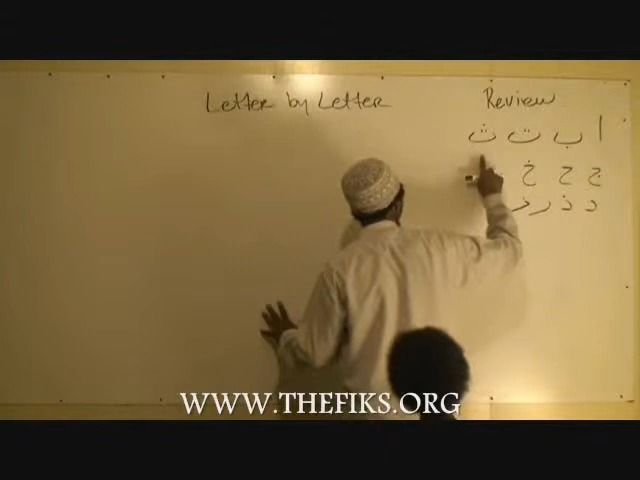 Letter by Letter
Review
ا ب ت ث
ج ح خ
د ذ ر د
WWW.THEFIKS.ORG